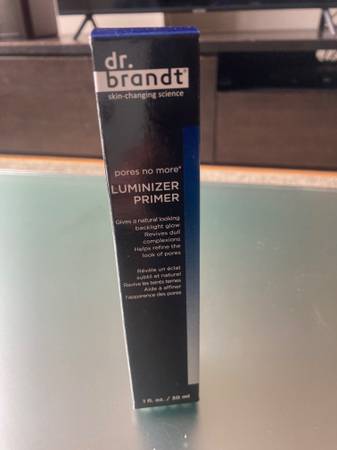 dr.
brandt®
skin-changing science
pores no more®
LUMINIZER
PRIMER
Gives a natural looking
backlight glow
Revives dull
complexions
Helps refine the
look of pores
Révèle un éclat
subtil et naturel
Ravive les teints ternes
Aide à affiner
l'apparence des pores
1 fl. oz. / 30 ml